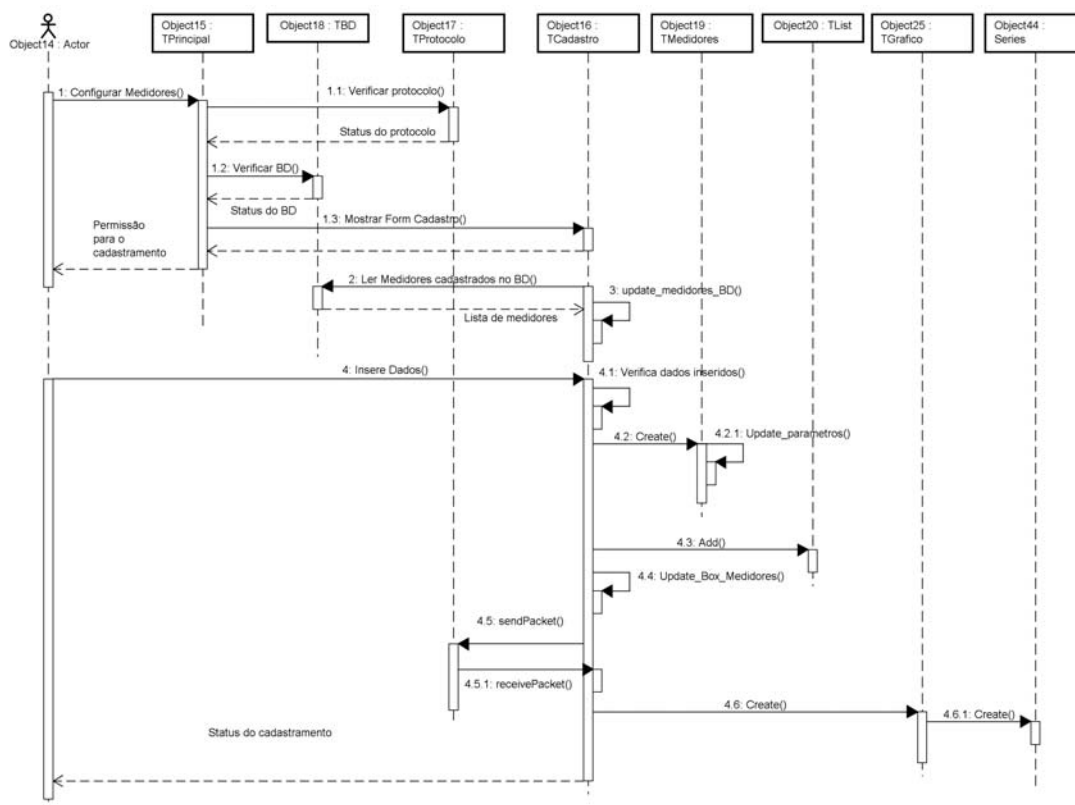 Object14 : Actor
Object15 :
TPrincipal
Object18 : TBD
Object17 :
TProtocolo
Object16 :
TCadastro
Object19 :
TMedidores
Object20 : TList
Object25 :
TGrafico
Object44 :
Series
1: Configurar Medidores()
1.1: Verificar protocolo()
Status do protocolo
1.2: Verificar BD()
Status do BD
1.3: Mostrar Form Cadastro()
Permissão
para o
cadastramento
2: Ler Medidores cadastrados no BD()
3: update_medidores_BD()
Lista de medidores
4: Insere Dados()
4.1: Verifica dados inseridos()
4.2: Create()
4.2.1: Update_parametros()
4.3: Add()
4.4: Update_Box_Medidores()
4.5: sendPacket()
4.5.1: receivePacket()
4.6: Create()
4.6.1: Create()
Status do cadastramento